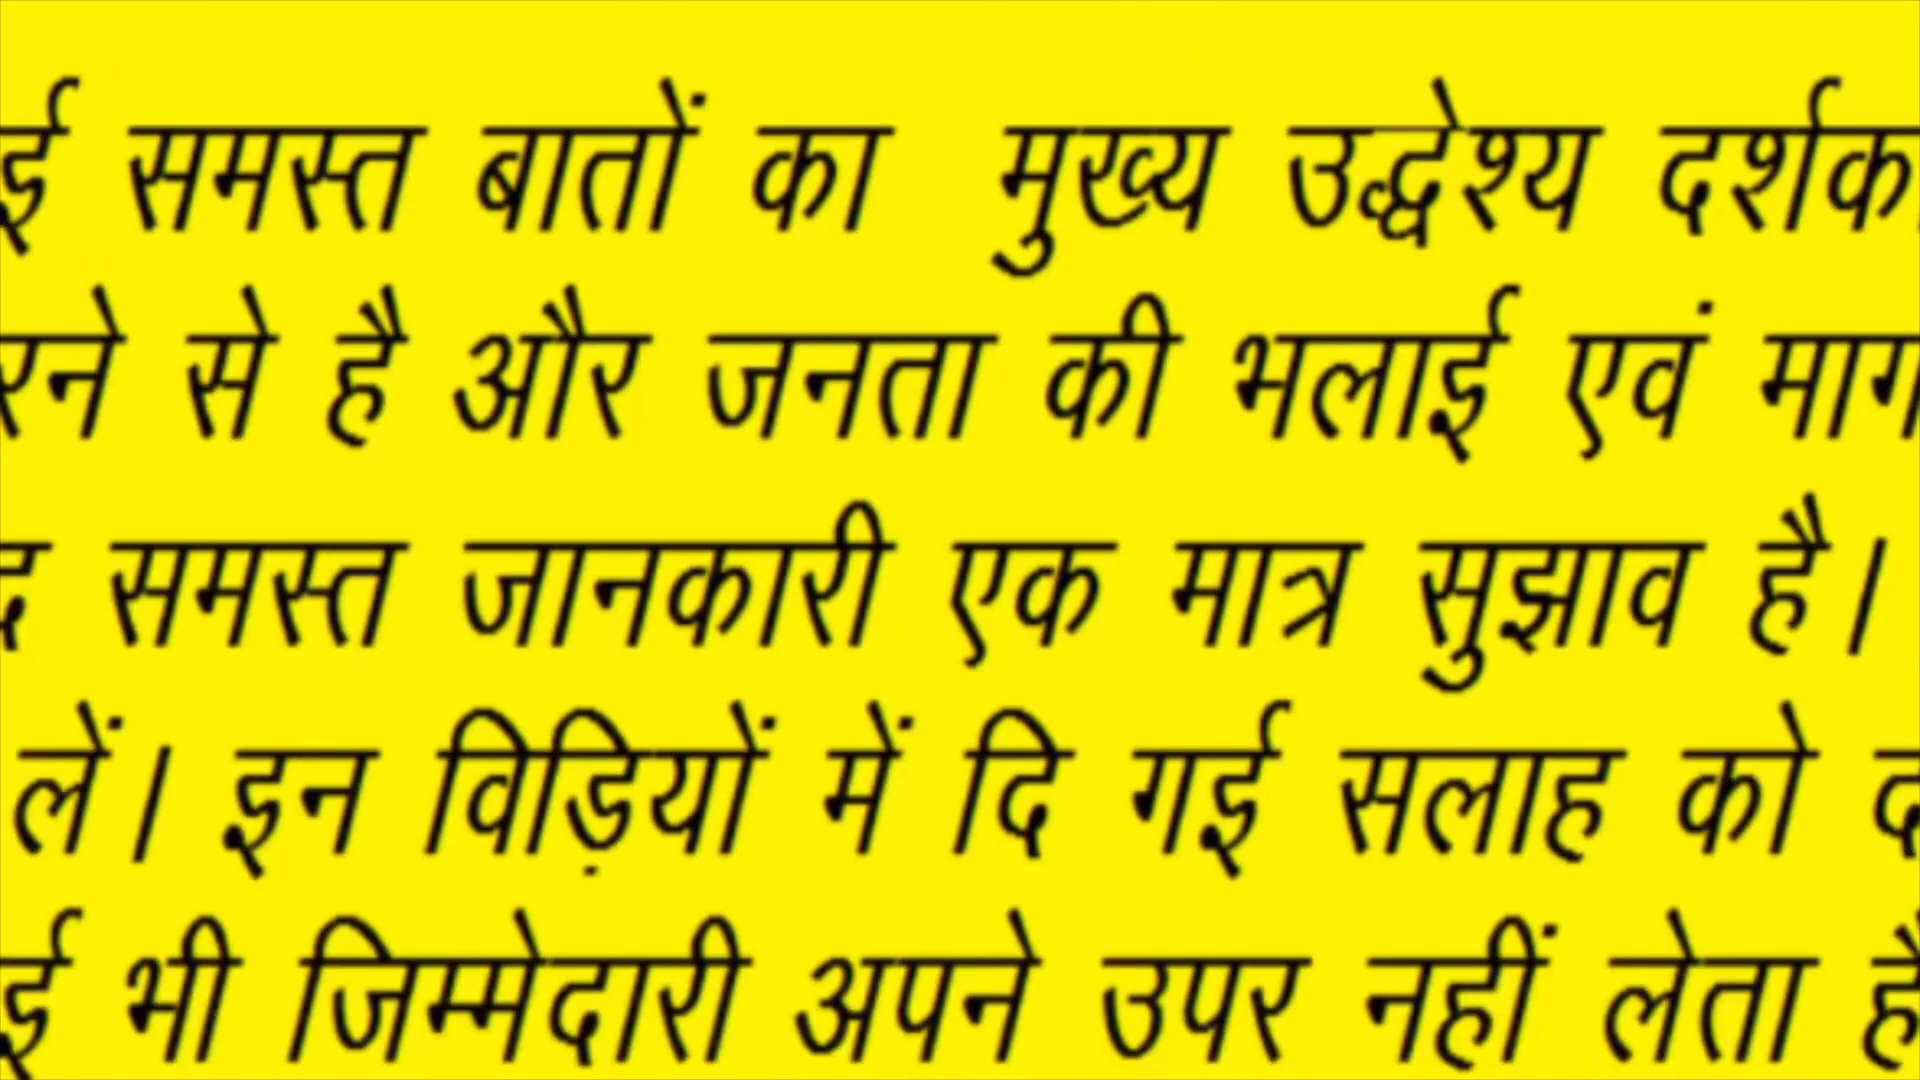 ई समस्त बातों का मुख्य उद्धेश्य दर्शक
रने से है और जनता की भलाई एवं माग
द समस्त जानकारी एक मात्र सुझाव है।
लें। इन विड़ियों में दि गई सलाह को द
ई भी जिम्मेदारी अपने उपर नहीं लेता है